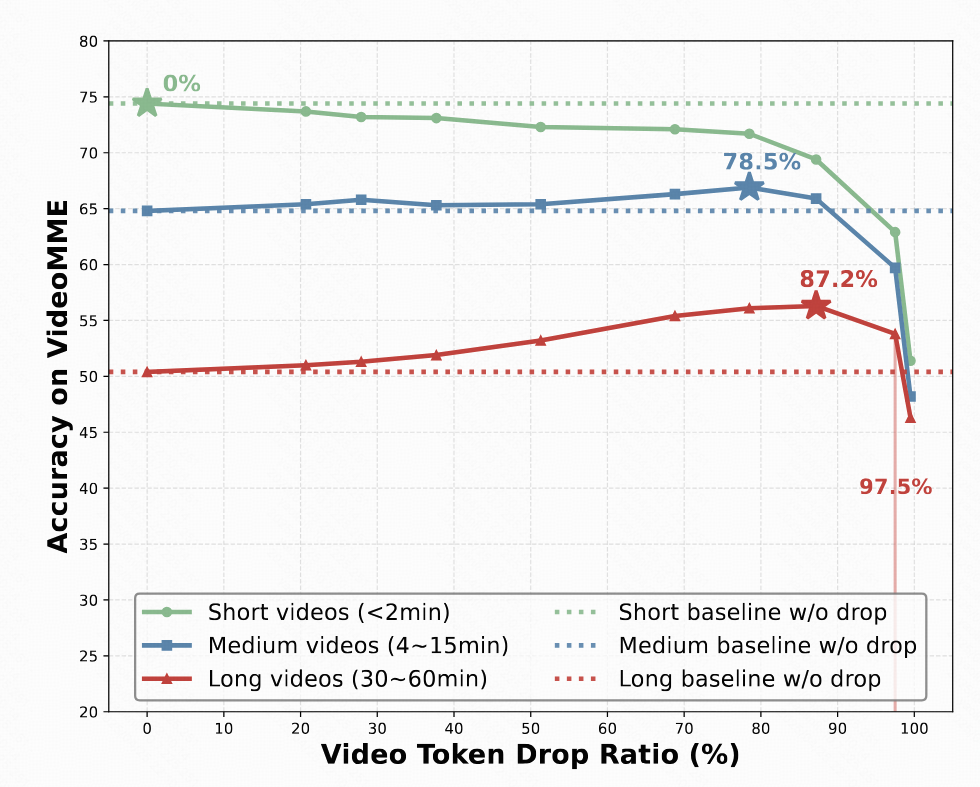 80
75
70
65
60
55
50
45
40
35
30
25
20
Accuracy on VideoMME
0%
78.5%
87.2%
97.5%
Short videos (<2min)
Medium videos (4~15min)
Long videos (30~60min)
Short baseline w/o drop
Medium baseline w/o drop
Long baseline w/o drop
0 10 20 30 40 50 60 70 80 90 100
Video Token Drop Ratio (%)